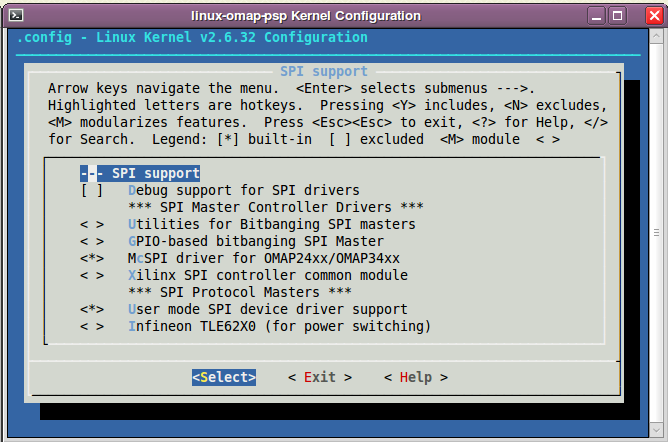 linux-omap-psp Kernel Configuration
.config - Linux Kernel v2.6.32 Configuration
SPI support
Arrow keys navigate the menu.  <Enter> selects submenus --->.
Highlighted letters are hotkeys.  Pressing <Y> includes, <N> excludes,
<M> modularizes features.  Press <Esc><Esc> to exit, <?> for Help, </>
for Search.  Legend: [*] built-in  [ ] excluded  <M> module  < >
--- SPI support
[ ]   Debug support for SPI drivers
*** SPI Master Controller Drivers ***
< >   Utilities for Bitbanging SPI masters
< >   GPIO-based bitbanging SPI Master
<*>   McSPI driver for OMAP24xx/OMAP34xx
< >   Xilinx SPI controller common module
*** SPI Protocol Masters ***
<*>   User mode SPI device driver support
< >   Infineon TLE62X0 (for power switching)
<Select>    < Exit >    < Help >